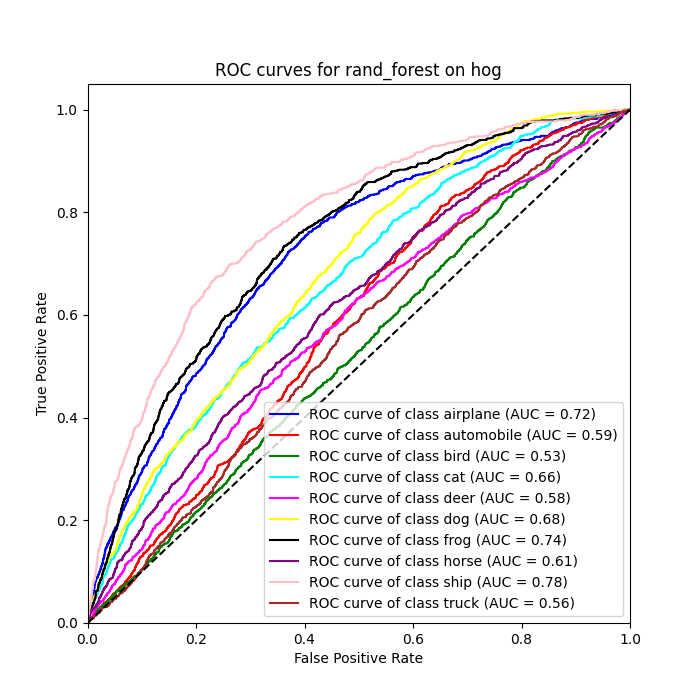 ROC curves for rand_forest on hog
1.0
0.8
0.6
0.4
0.2
0.0
True Positive Rate
ROC curve of class airplane (AUC = 0.72)
ROC curve of class automobile (AUC = 0.59)
ROC curve of class bird (AUC = 0.53)
ROC curve of class cat (AUC = 0.66)
ROC curve of class deer (AUC = 0.58)
ROC curve of class dog (AUC = 0.68)
ROC curve of class frog (AUC = 0.74)
ROC curve of class horse (AUC = 0.61)
ROC curve of class ship (AUC = 0.78)
ROC curve of class truck (AUC = 0.56)
0.0 0.2 0.4 0.6 0.8 1.0
False Positive Rate